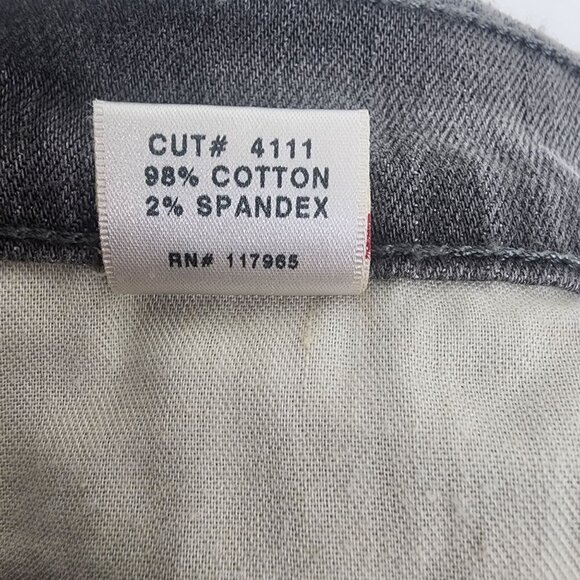 CUT# 4111
98% COTTON
2% SPANDEX
RN# 117965